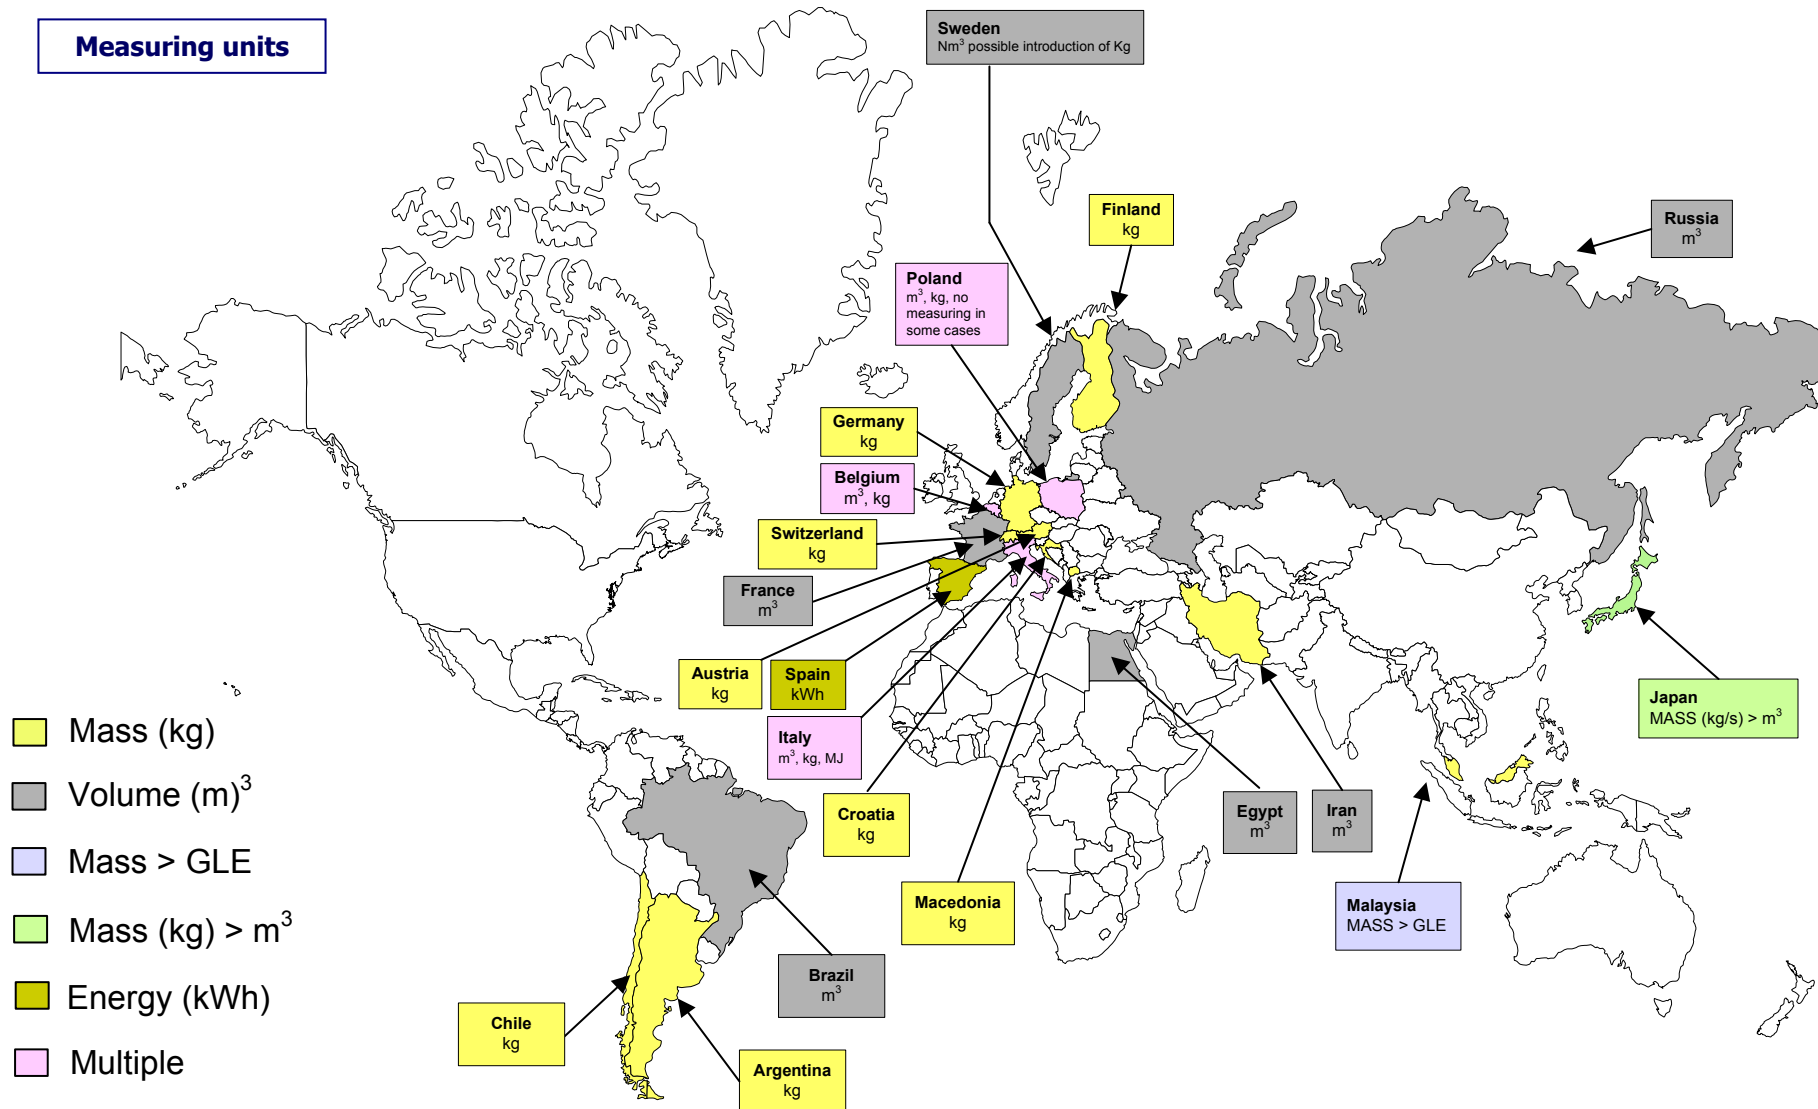 Measuring units
Sweden
Nm³ possible introduction of Kg
Finland
kg
Russia
m³
Poland
m³, kg, no
measuring in
some cases
Germany
kg
Belgium
m³, kg
Switzerland
kg
France
m³
Austria
kg
Spain
kWh
Italy
m³, kg, MJ
Croatia
kg
Macedonia
kg
Egypt
m³
Iran
m³
Japan
MASS (kg/s) > m³
Malaysia
MASS > GLE
Brazil
m³
Chile
kg
Argentina
kg
Mass (kg)
Volume (m)³
Mass > GLE
Mass (kg) > m³
Energy (kWh)
Multiple